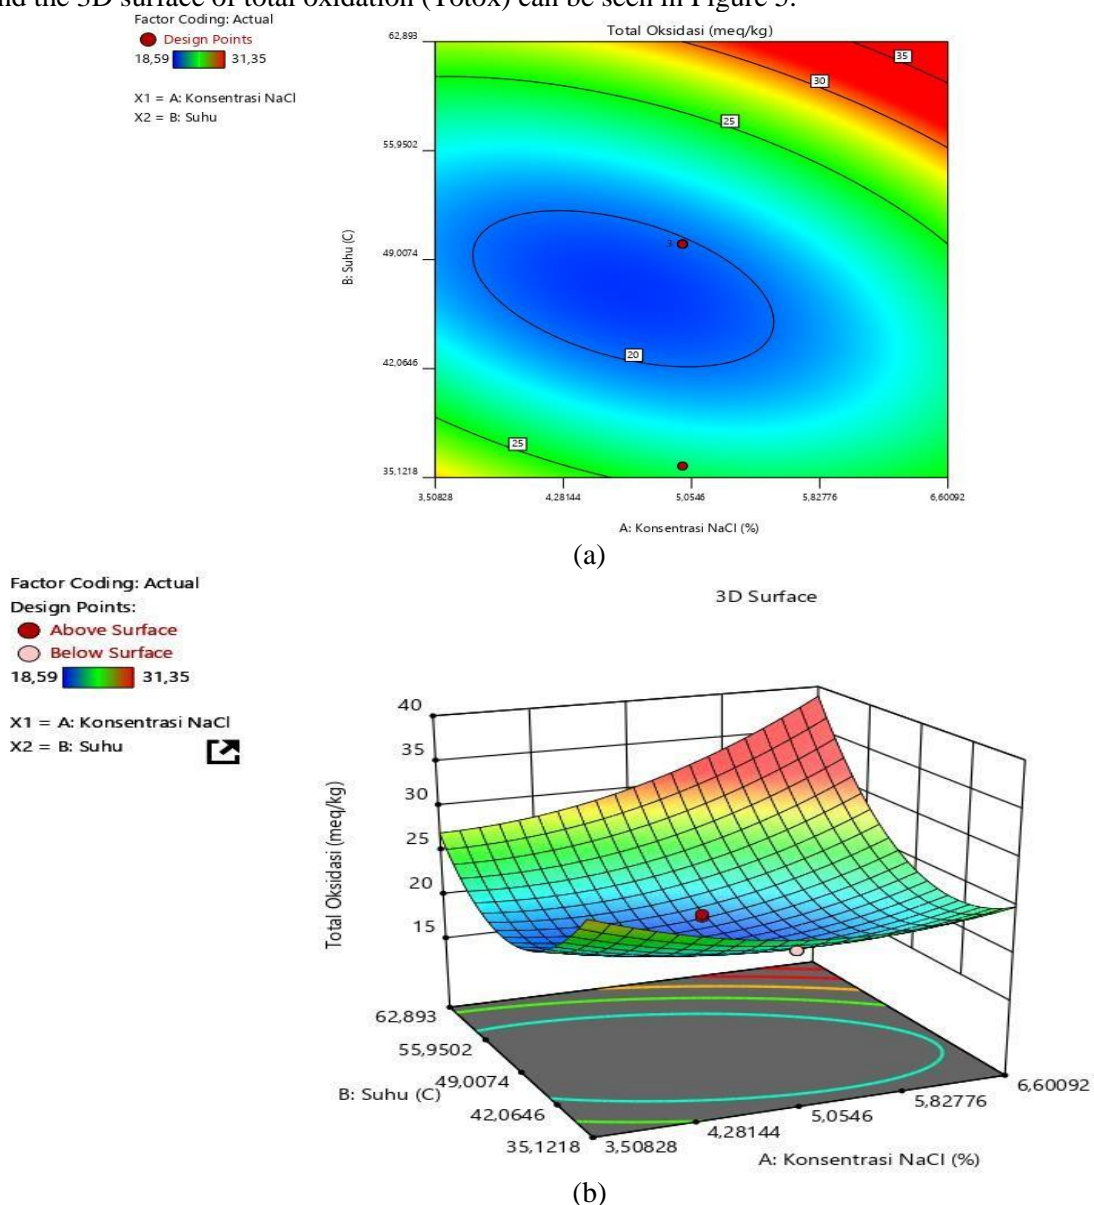 nd the 3D surface of total oxidation (Totox) can be seen in Figure 5.
Factor Coding: Actual
Design Points
18,59 31,35
X1 = A: Konsentrasi NaCl
X2 = B: Suhu
Total Oksidasi (meq/kg)
62,893
55,9502
49,0074
42,0646
35,1218
B: Suhu (C)
35
30
25
3
20
25
3,50828 4,28144 5,0546 5,82776 6,60092
A: Konsentrasi NaCl (%)
(a)
Factor Coding: Actual
Design Points:
Above Surface
Below Surface
18,59 31,35
X1 = A: Konsentrasi NaCl
X2 = B: Suhu
3D Surface
40
35
30
25
20
15
Total Oksidasi (meq/kg)
62,893
55,9502
49,0074
42,0646
35,1218
B: Suhu (C)
3,50828
4,28144
5,0546
5,82776
6,60092
A: Konsentrasi NaCl (%)
(b)